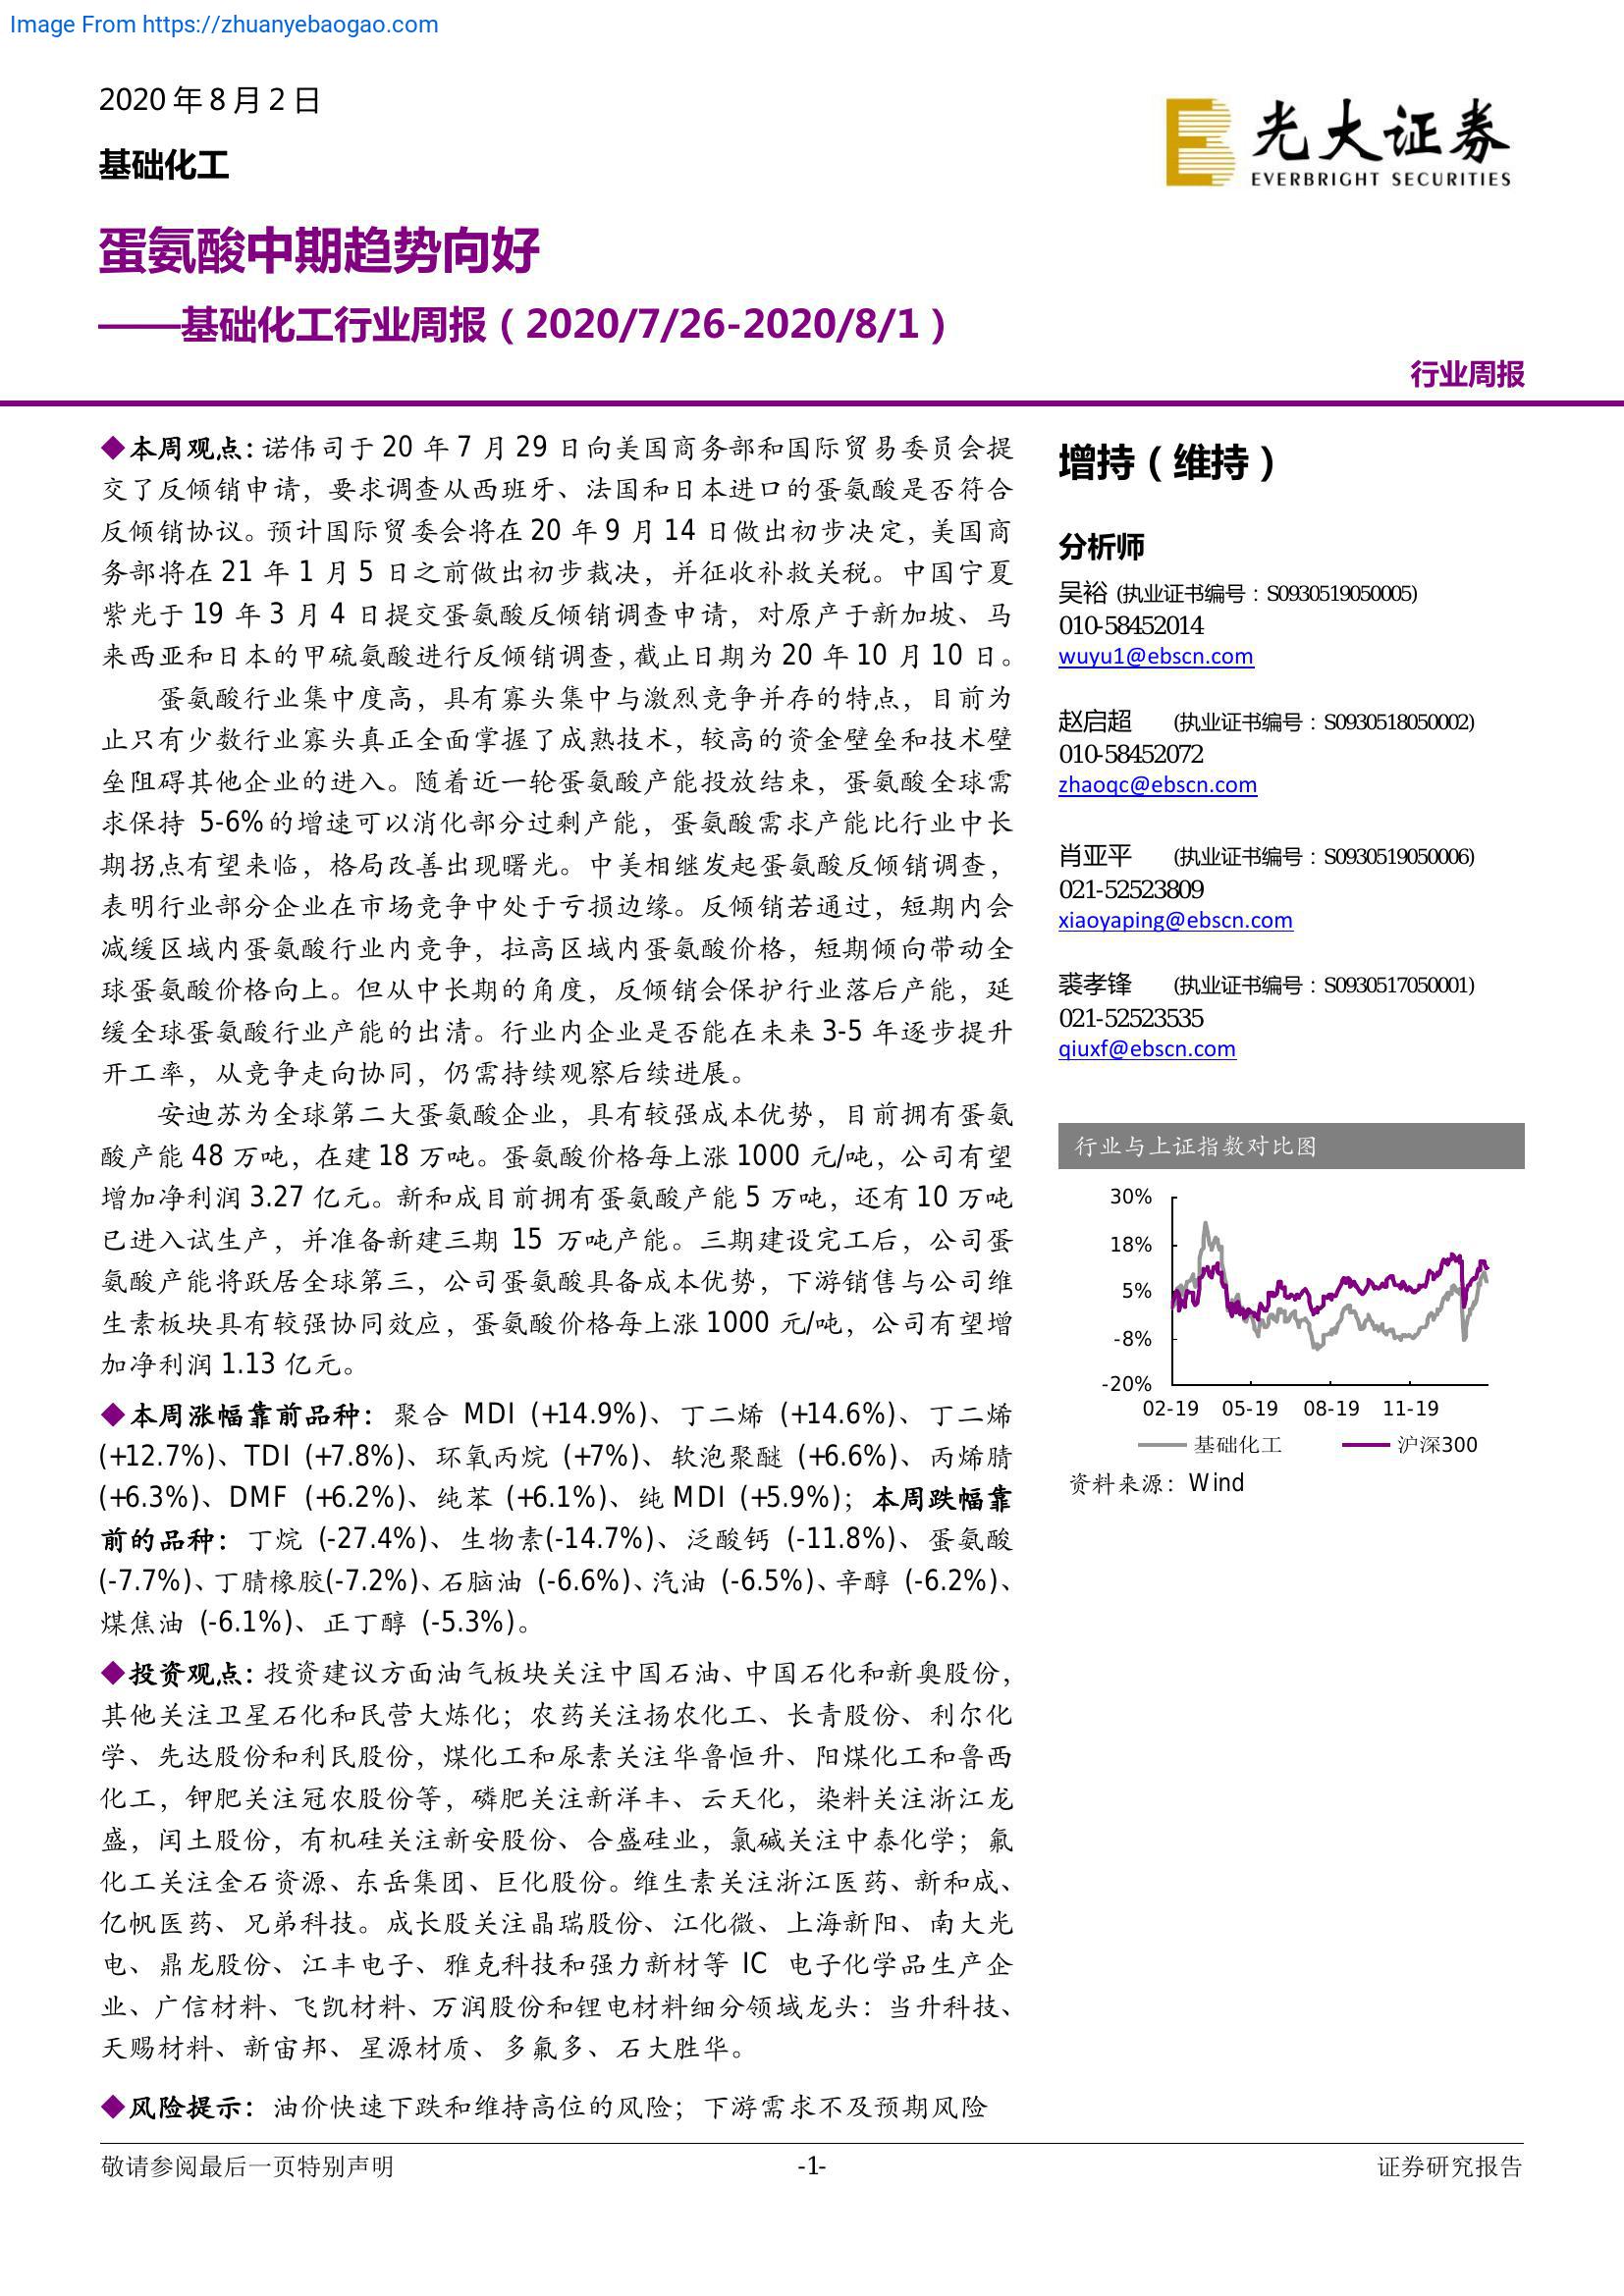 Image From https://zhuanyebaogao.com
2020 年 8 月 2 日
基础化工
光大证券
EVERBRIGHT SECURITIES
蛋氨酸中期趋势向好
——基础化工行业周报（2020/7/26-2020/8/1）
行业周报
◆本周观点：诺伟司于 20 年 7 月 29 日向美国商务部和国际贸易委员会提
交了反倾销申请，要求调查从西班牙、法国和日本进口的蛋氨酸是否符合
反倾销协议。预计国际贸委会将在 20 年 9 月 14 日做出初步决定，美国商
务部将在 21 年 1 月 5 日之前做出初步裁决，并征收补救关税。中国宁夏
紫光于 19 年 3 月 4 日提交蛋氨酸反倾销调查申请，对原产于新加坡、马
来西亚和日本的甲硫氨酸进行反倾销调查，截止日期为 20 年 10 月 10 日。
蛋氨酸行业集中度高，具有寡头集中与激烈竞争并存的特点，目前为
止只有少数行业寡头真正全面掌握了成熟技术，较高的资金壁垒和技术壁
垒阻碍其他企业的进入。随着近一轮蛋氨酸产能投放结束，蛋氨酸全球需
求保持 5-6%的增速可以消化部分过剩产能，蛋氨酸需求产能比行业中长
期拐点有望来临，格局改善出现曙光。中美相继发起蛋氨酸反倾销调查，
表明行业部分企业在市场竞争中处于亏损边缘。反倾销若通过，短期内会
减缓区域内蛋氨酸行业内竞争，拉高区域内蛋氨酸价格，短期倾向带动全
球蛋氨酸价格向上。但从中长期的角度，反倾销会保护行业落后产能，延
缓全球蛋氨酸行业产能的出清。行业内企业是否能在未来 3-5 年逐步提升
开工率，从竞争走向协同，仍需持续观察后续进展。
安迪苏为全球第二大蛋氨酸企业，具有较强成本优势，目前拥有蛋氨
酸产能 48 万吨，在建 18 万吨。蛋氨酸价格每上涨 1000 元/吨，公司有望
增加净利润 3.27 亿元。新和成目前拥有蛋氨酸产能 5 万吨，还有 10 万吨
已进入试生产，并准备新建三期 15 万吨产能。三期建设完工后，公司蛋
氨酸产能将跃居全球第三，公司蛋氨酸具备成本优势，下游销售与公司维
生素板块具有较强协同效应，蛋氨酸价格每上涨 1000 元/吨，公司有望增
加净利润 1.13 亿元。
◆本周涨幅靠前品种：聚合 MDI (+14.9%)、丁二烯 (+14.6%)、丁二烯
(+12.7%)、TDI (+7.8%)、环氧丙烷 (+7%)、软泡聚醚 (+6.6%)、丙烯腈
(+6.3%)、DMF (+6.2%)、纯苯 (+6.1%)、纯 MDI (+5.9%)；本周跌幅靠
前的品种：丁烷 (-27.4%)、生物素(-14.7%)、泛酸钙 (-11.8%)、蛋氨酸
(-7.7%)、丁腈橡胶(-7.2%)、石脑油 (-6.6%)、汽油 (-6.5%)、辛醇 (-6.2%)、
煤焦油 (-6.1%)、正丁醇 (-5.3%)。
◆投资观点：投资建议方面油气板块关注中国石油、中国石化和新奥股份，
其他关注卫星石化和民营大炼化；农药关注扬农化工、长青股份、利尔化
学、先达股份和利民股份，煤化工和尿素关注华鲁恒升、阳煤化工和鲁西
化工，钾肥关注冠农股份等，磷肥关注新洋丰、云天化，染料关注浙江龙
盛，闰土股份，有机硅关注新安股份、合盛硅业，氯碱关注中泰化学；氟
化工关注金石资源、东岳集团、巨化股份。维生素关注浙江医药、新和成、
亿帆医药、兄弟科技。成长股关注晶瑞股份、江化微、上海新阳、南大光
电、鼎龙股份、江丰电子、雅克科技和强力新材等 IC 电子化学品生产企
业、广信材料、飞凯材料、万润股份和锂电材料细分领域龙头：当升科技、
天赐材料、新宙邦、星源材质、多氟多、石大胜华。
◆风险提示：油价快速下跌和维持高位的风险；下游需求不及预期风险
增持（维持）
分析师
吴裕 (执业证书编号：S0930519050005)
010-58452014
wuyu1@ebscn.com
赵启超 (执业证书编号：S0930518050002)
010-58452072
zhaoqc@ebscn.com
肖亚平 (执业证书编号：S0930519050006)
021-52523809
xiaoyaping@ebscn.com
裘孝锋 (执业证书编号：S0930517050001)
021-52523535
qiuxf@ebscn.com
行业与上证指数对比图
30%
18%
5%
-8%
-20%
02-19 05-19 08-19 11-19
基础化工 沪深300
资料来源：Wind
敬请参阅最后一页特别声明 -1- 证券研究报告